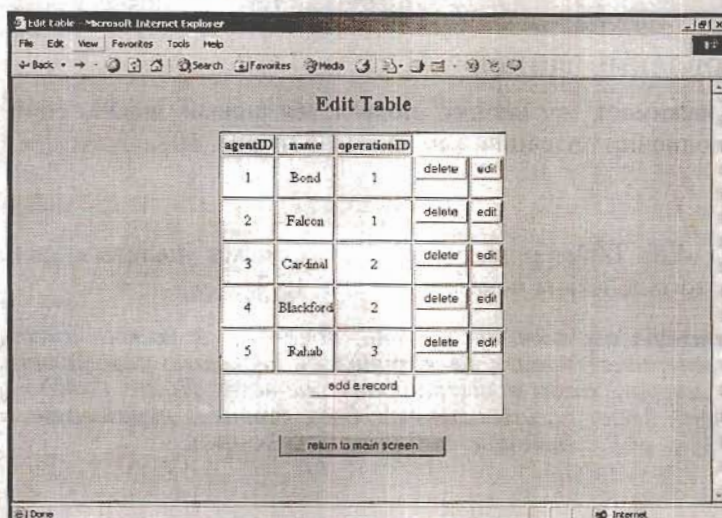 Edit table - Microsoft Internet Explorer
File Edit View Favorites Tools Help
Back Search Favorites Media
Edit Table
agentID name operationID
1 Bond 1 delete edit
2 Falcon 1 delete edit
3 Cardinal 2 delete edit
4 Blackford 2 delete edit
5 Rahab 3 delete edit
add a record
return to main screen
Done Internet